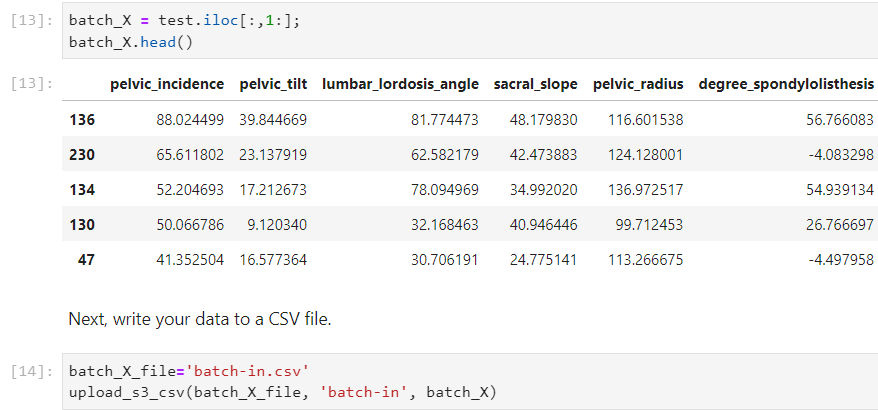 [13]: batch_X = test.iloc[:,1:];
batch_X.head()
[13]: pelvic_incidence pelvic_tilt lumbar_lordosis_angle sacral_slope pelvic_radius degree_spondylolisthesis
136 88.024499 39.844669 81.774473 48.179830 116.601538 56.766083
230 65.611802 23.137919 62.582179 42.473883 124.128001 -4.083298
134 52.204693 17.212673 78.094969 34.992020 136.972517 54.939134
130 50.066786 9.120340 32.168463 40.946446 99.712453 26.766697
47 41.352504 16.577364 30.706191 24.775141 113.266675 -4.497958
Next, write your data to a CSV file.
[14]: batch_X_file='batch-in.csv'
upload_s3_csv(batch_X_file, 'batch-in', batch_X)